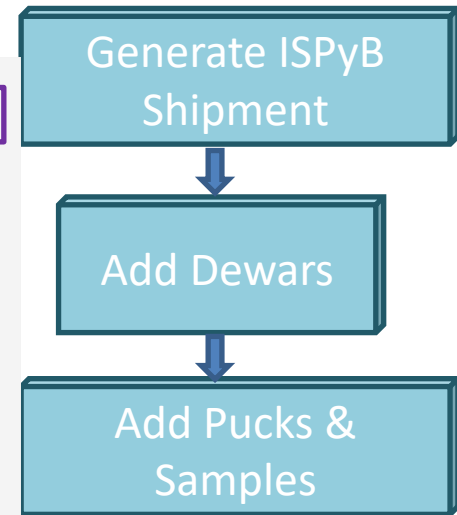 Generate ISPyB
Shipment
Add Dewars
Add Pucks &
Samples